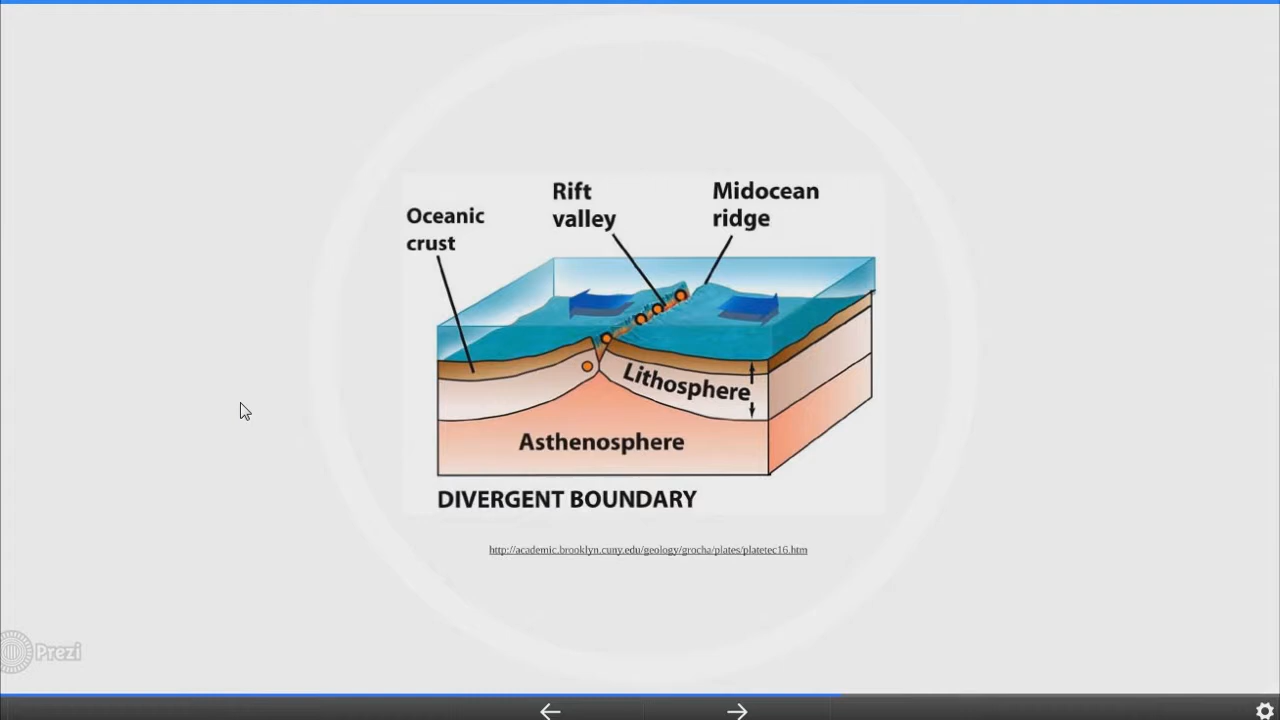 Rift
valley
Midocean
ridge
Oceanic
crust
Lithosphere
Asthenosphere
DIVERGENT BOUNDARY
http://academic.brooklyn.cuny.edu/geology/grocha/plates/platetec16.htm
Prezi